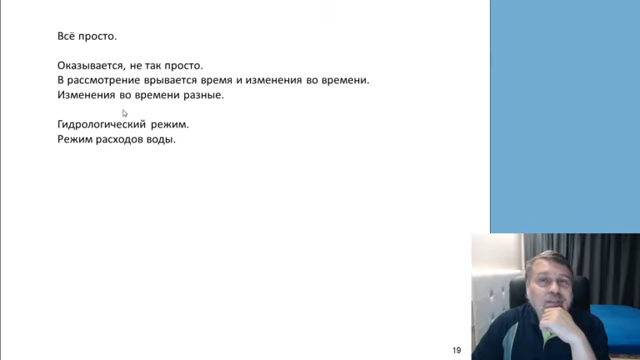 Всё просто.
Оказывается, не так просто.
В рассмотрение врывается время и изменения во времени.
Изменения во времени разные.
Гидрологический режим.
Режим расходов воды.
19